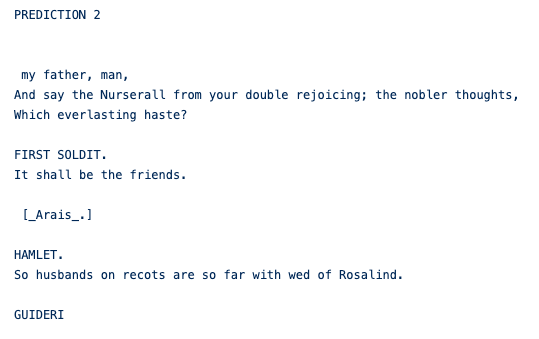 PREDICTION 2
my father, man,
And say the Nurserall from your double rejoicing; the nobler thoughts,
Which everlasting haste?
FIRST SOLDIT.
It shall be the friends.
[_Arais_.]
HAMLET.
So husbands on recots are so far with wed of Rosalind.
GUIDERI